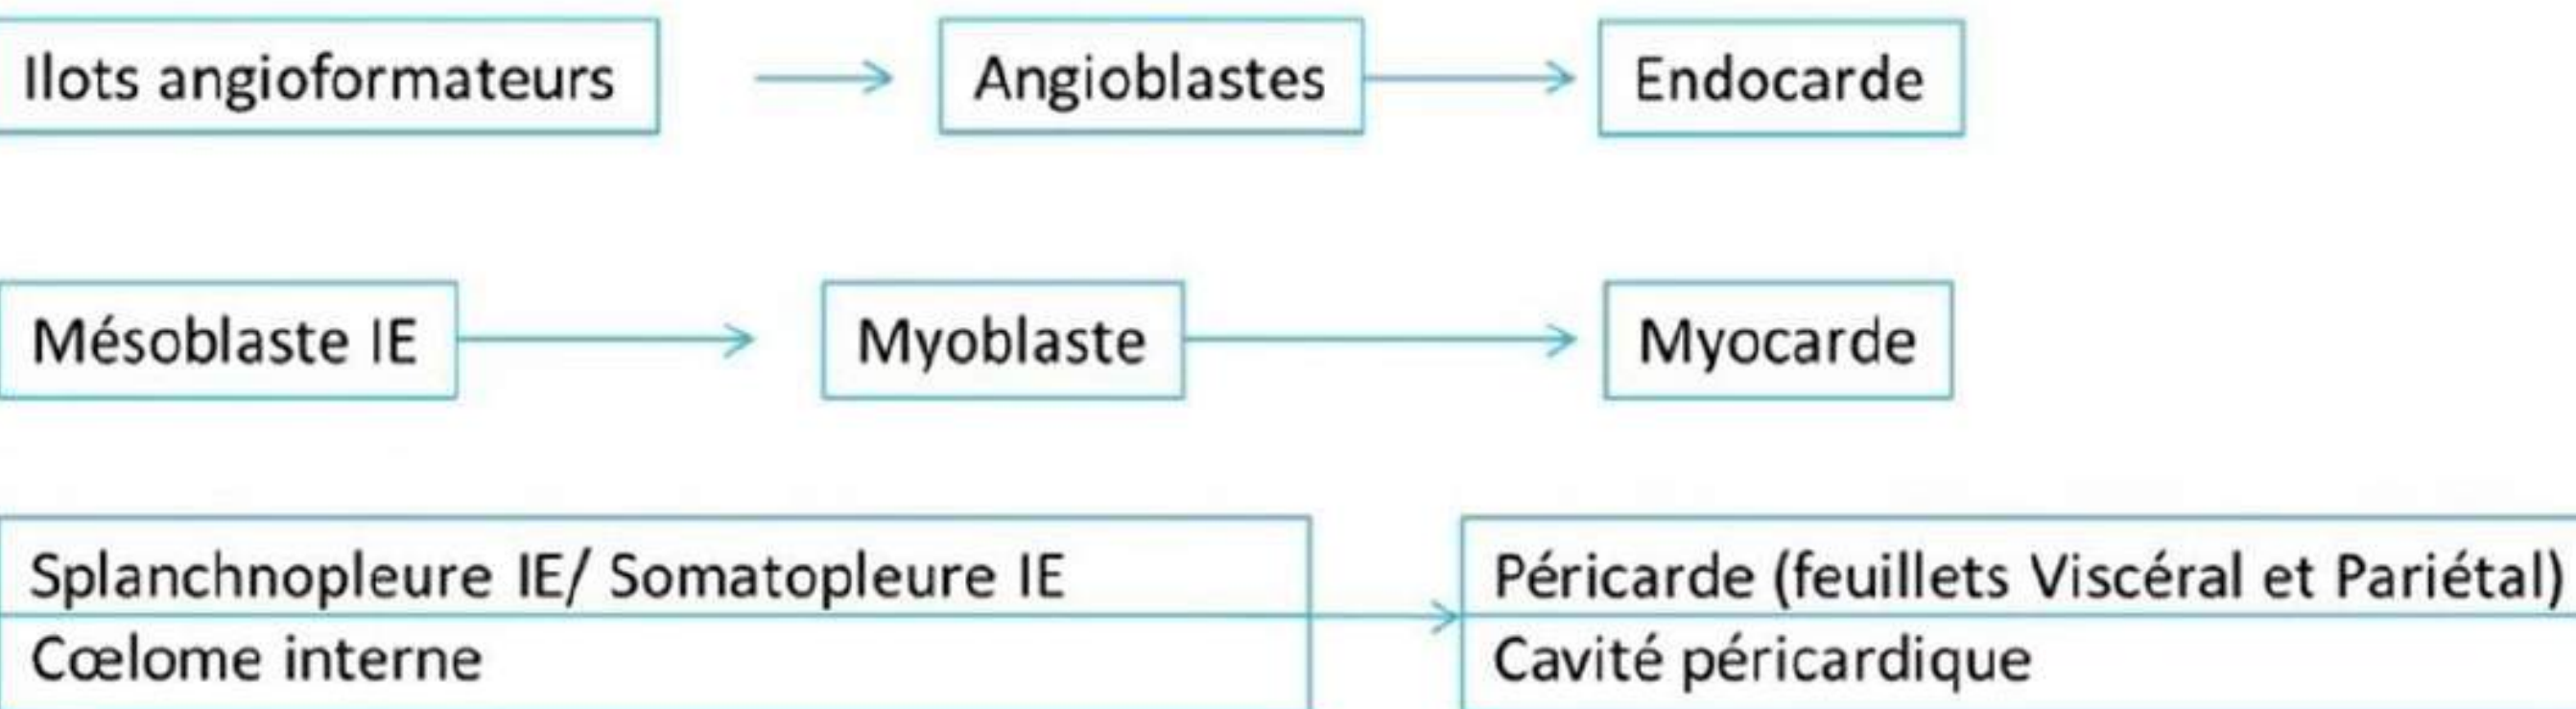 Ilots angioformateurs
Angioblastes
Endocarde
Mésoblaste IE
Myoblaste
Myocarde
Splanchnopleure IE/ Somatopleure IE
Cœlome interne
Péricarde (feuillets Viscéral et Pariétal)
Cavité péricardique